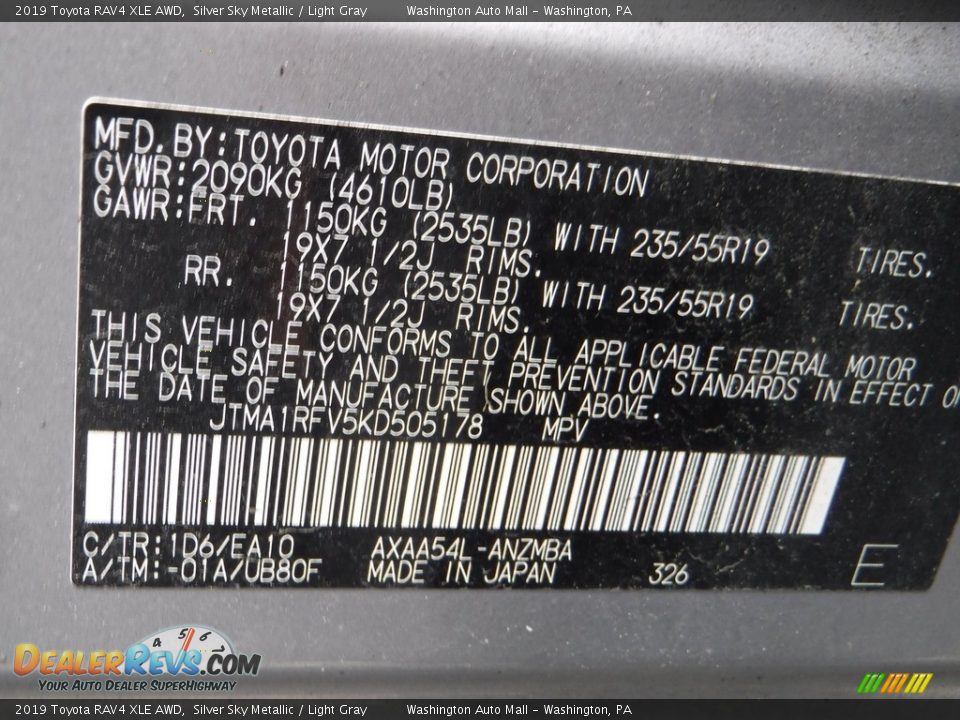 2019 Toyota RAV4 XLE AWD,  Silver Sky Metallic / Light Gray          Washington Auto Mall - Washington, PA
MFD. BY: TOYOTA MOTOR CORPORATION
GVWR: 2090KG (4610LB)
GAWR: FRT. 1150KG (2535LB) WITH 235/55R19 TIRES.
19X7 1/2J RIMS.
RR. 1150KG (2535LB) WITH 235/55R19 TIRES.
19X7 1/2J RIMS.
THIS VEHICLE CONFORMS TO ALL APPLICABLE FEDERAL MOTOR
VEHICLE SAFETY AND THEFT PREVENTION STANDARDS IN EFFECT ON
THE DATE OF MANUFACTURE SHOWN ABOVE.
JTMA1RFV5KD505178 MPV
C/TR: 1D6/EA10 AXAA54L-ANZMBA
A/TM: -01A/UB80F MADE IN JAPAN 326 E
4 5 6
DEALERREVS.COM
YOUR AUTO DEALER SUPERHIGHWAY
2019 Toyota RAV4 XLE AWD,  Silver Sky Metallic / Light Gray          Washington Auto Mall - Washington, PA